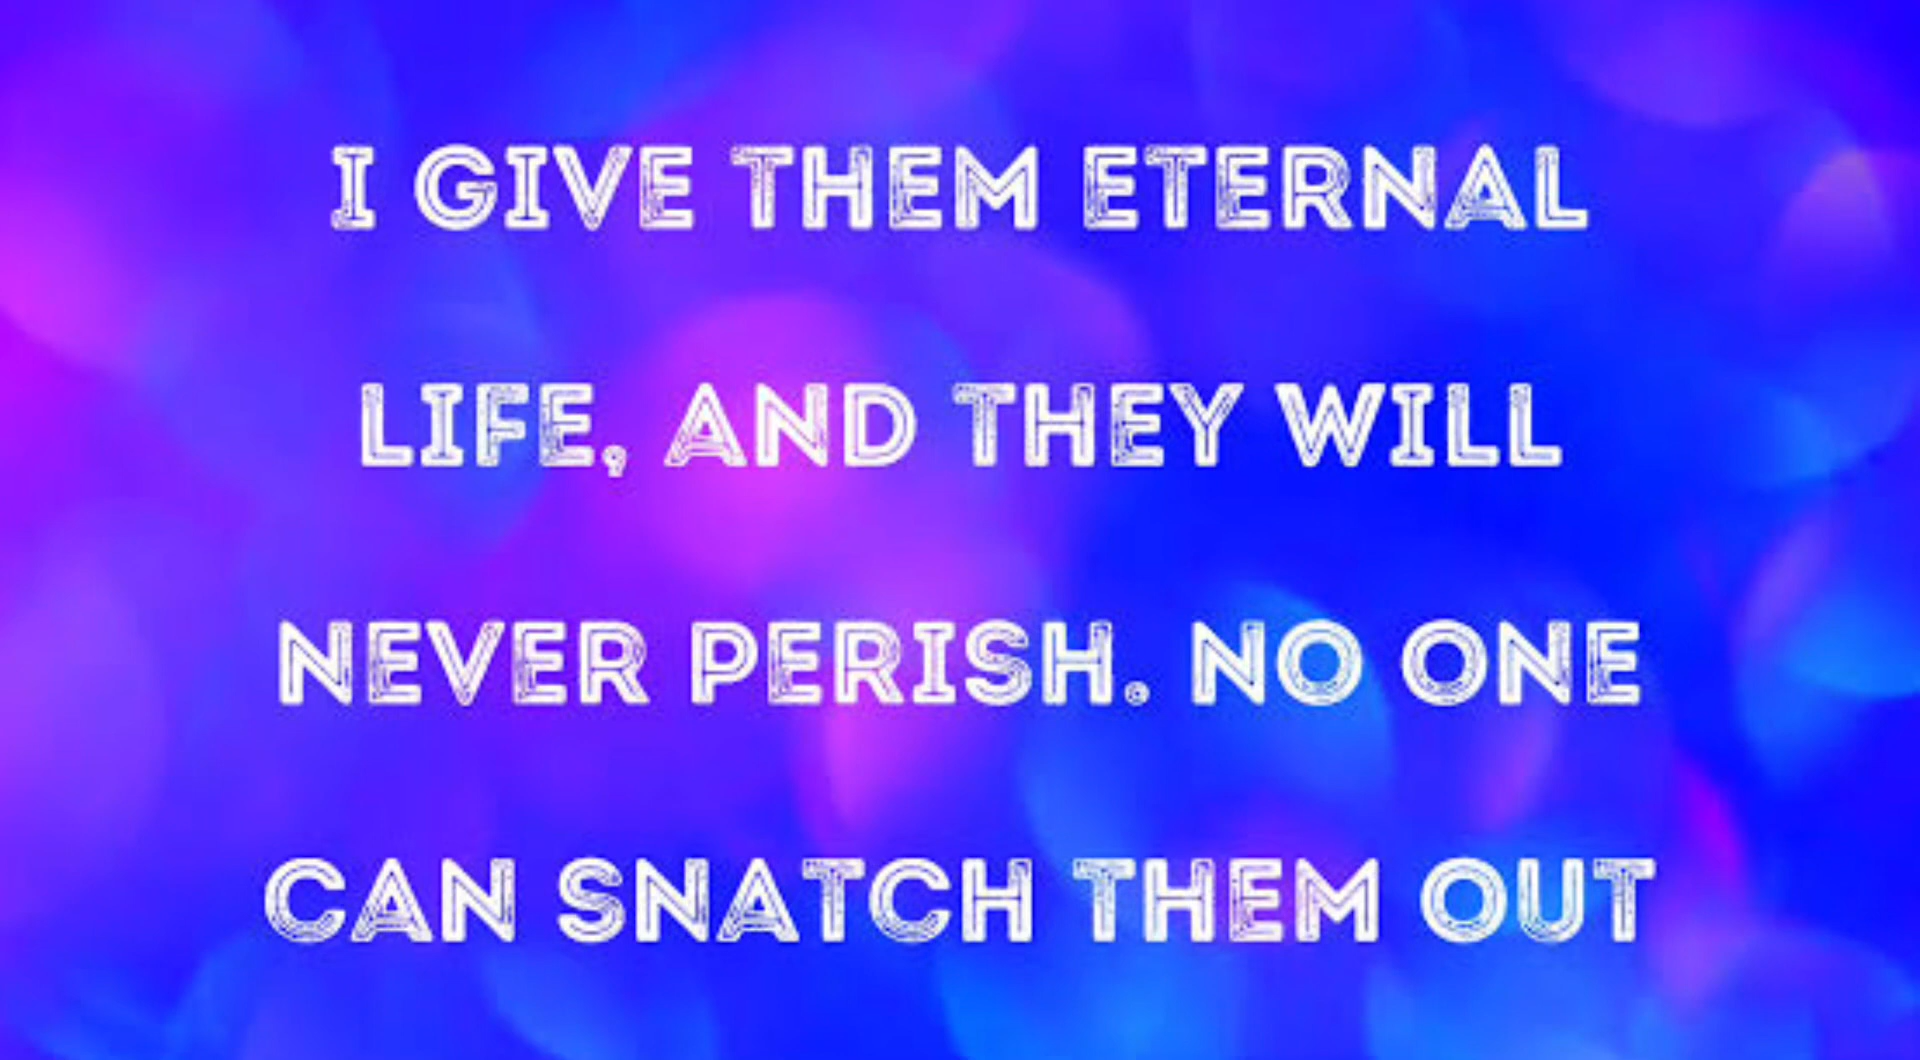 I GIVE THEM ETERNAL
LIFE, AND THEY WILL
NEVER PERISH. NO ONE
CAN SNATCH THEM OUT